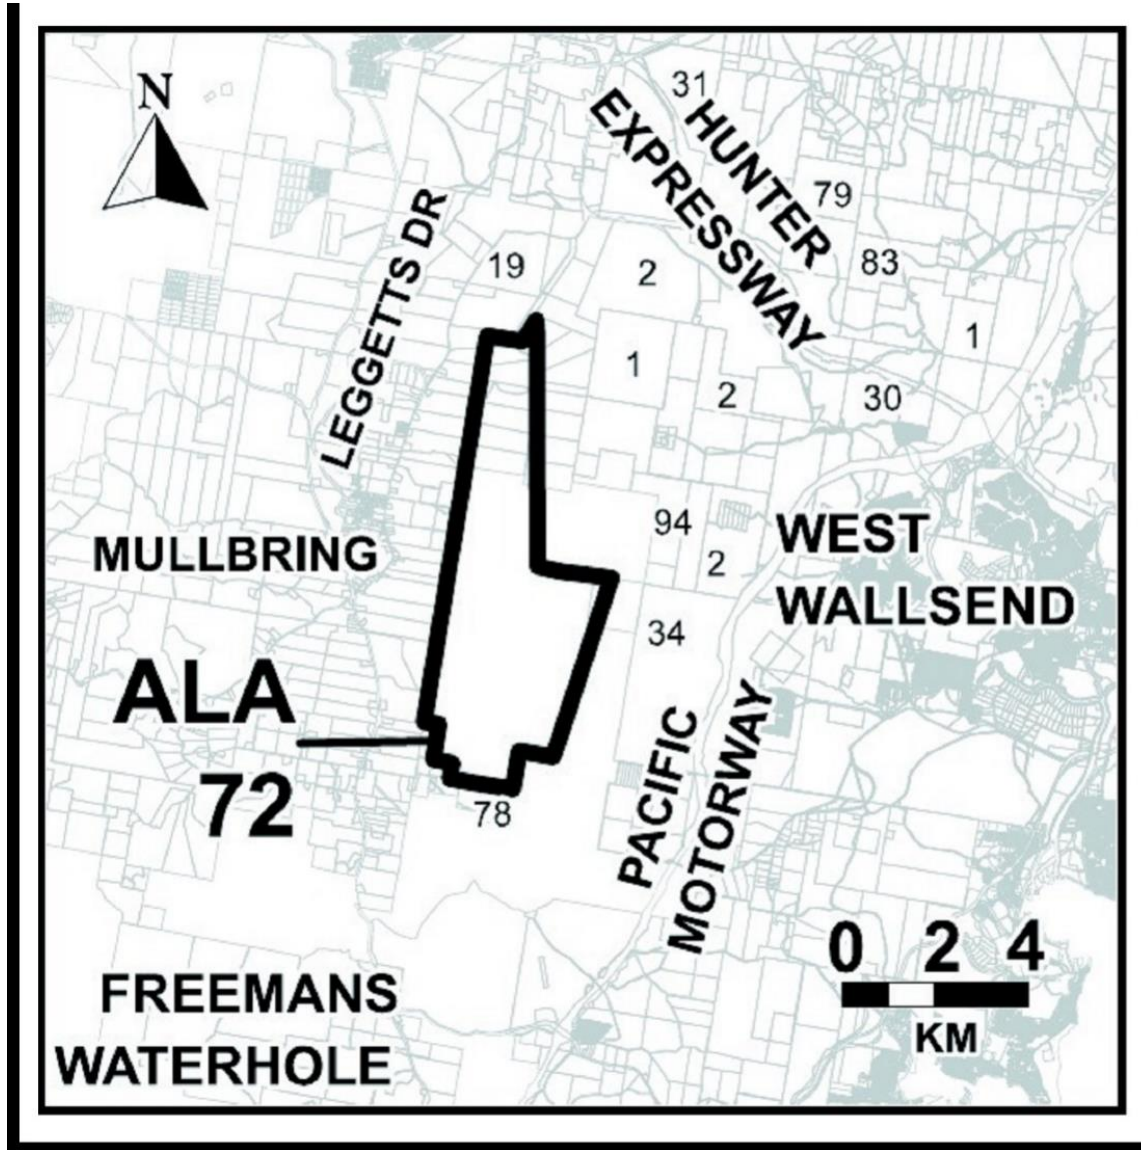 N
31
HUNTER
EXPRESSWAY
79
LEGGETTS DR
19
2
83
1
1
2
30
94
WEST
MULLBRING
2
WALLSEND
34
ALA
72
PACIFIC
MOTORWAY
78
0 2 4
KM
FREEMANS
WATERHOLE